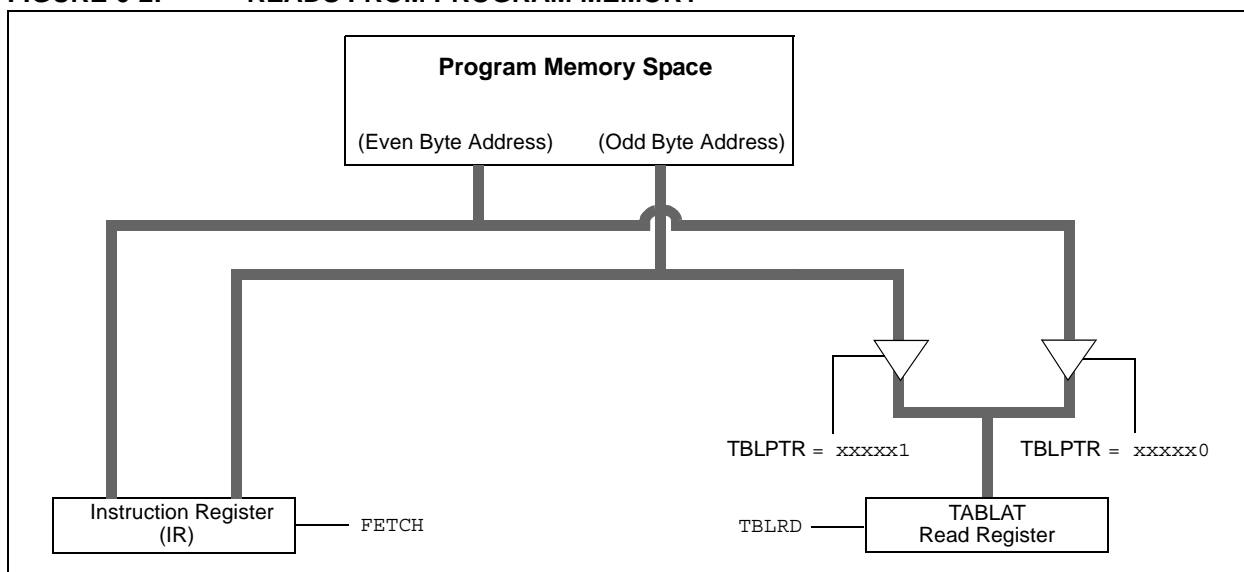 Program Memory Space
(Even Byte Address) (Odd Byte Address)
TBLPTR = xxxxx1 TBLPTR = xxxxx0
Instruction Register
(IR)
FETCH
TBLRD
TABLAT
Read Register